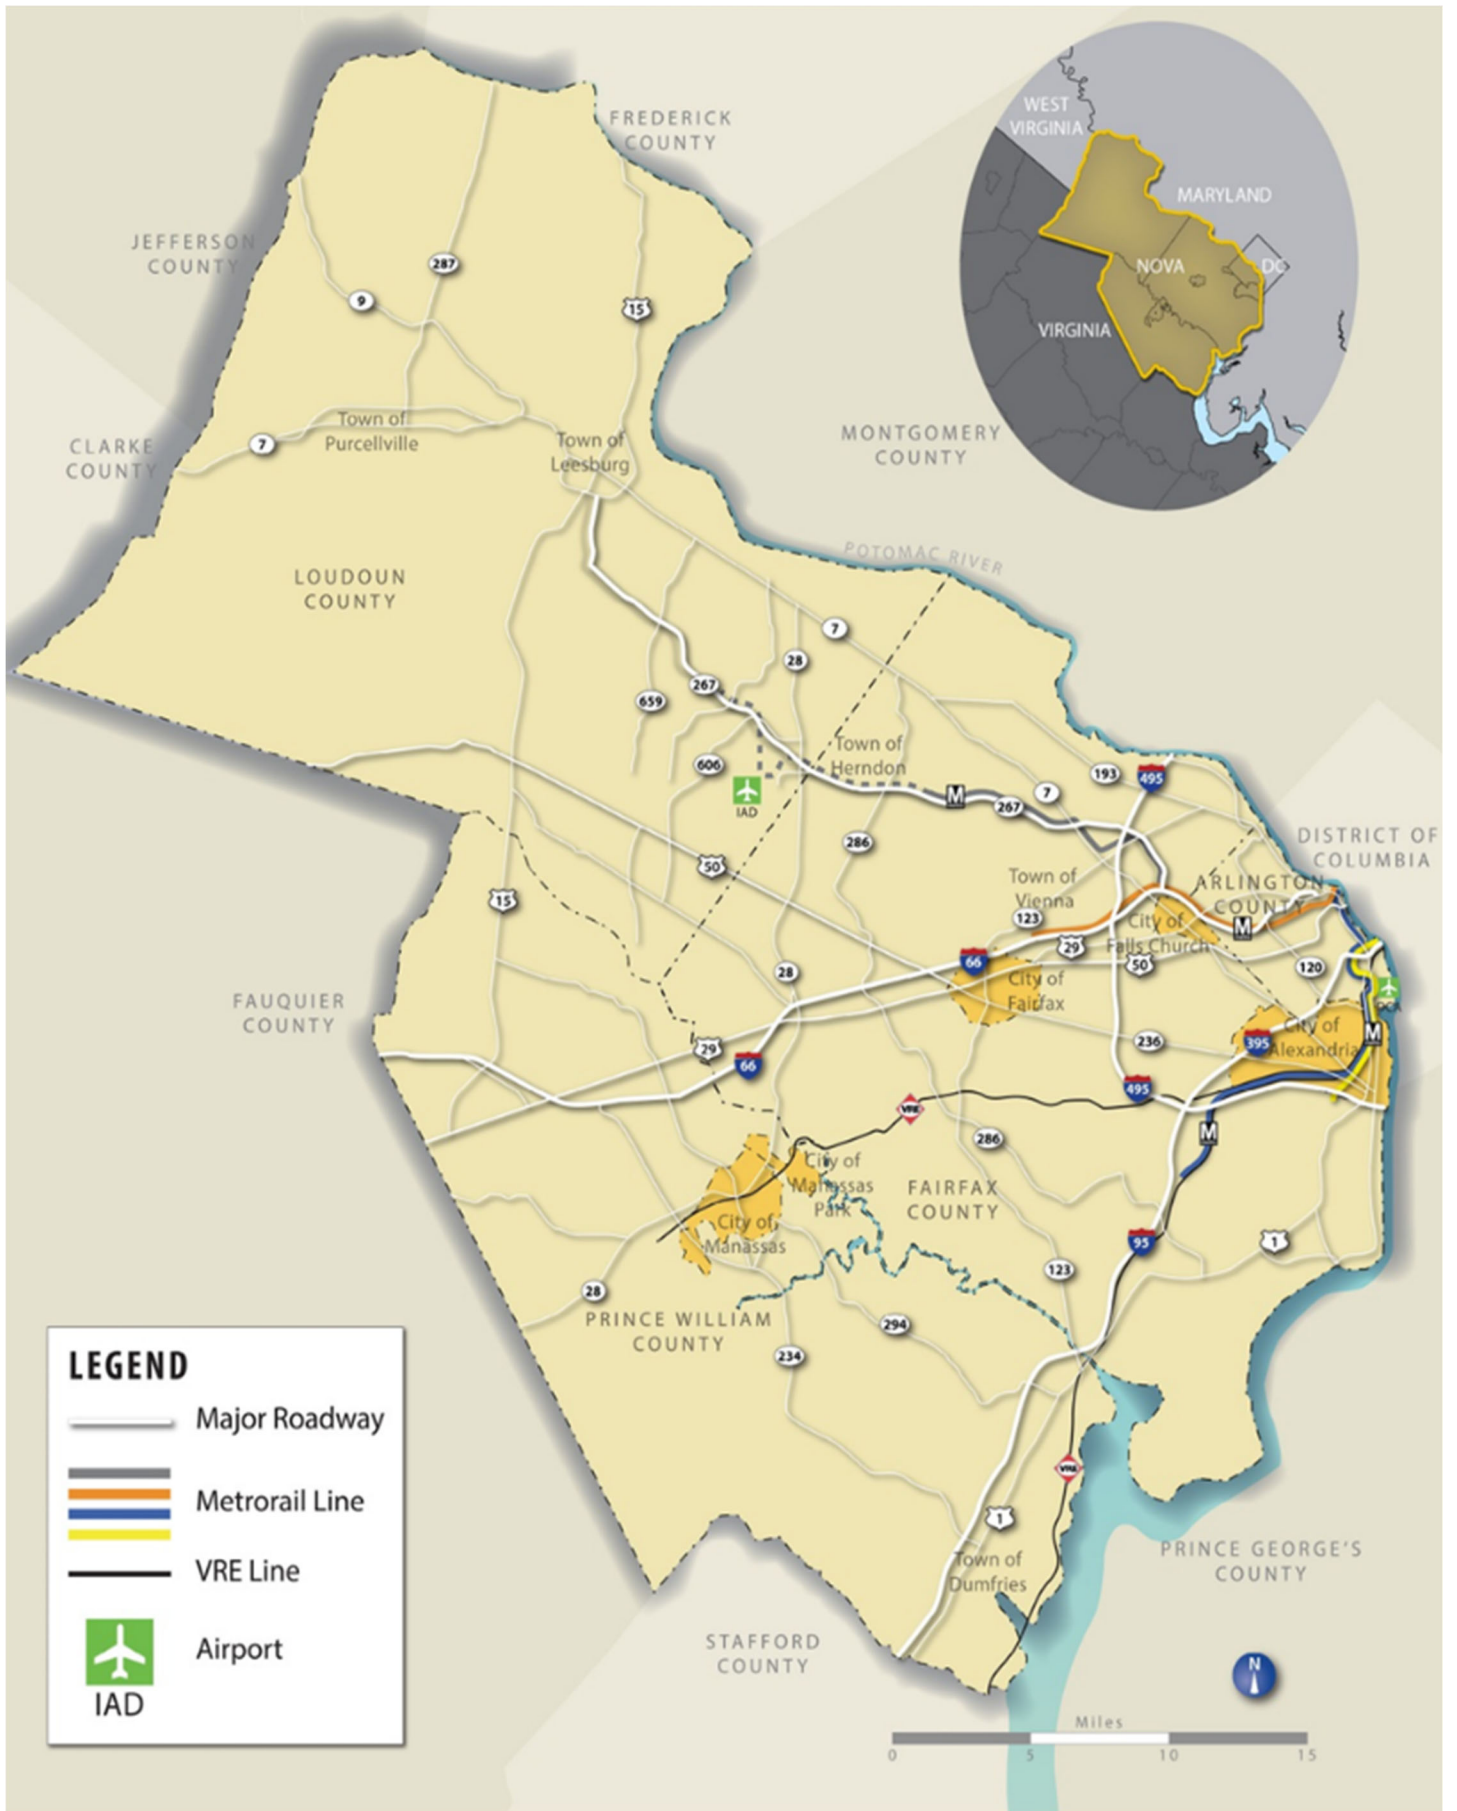 WEST
VIRGINIA
MARYLAND
NOVA
DC
VIRGINIA
FREDERICK
COUNTY
JEFFERSON
COUNTY
287
9
15
CLARKE
COUNTY
7
Town of
Purcellville
Town of
Leesburg
MONTGOMERY
COUNTY
POTOMAC RIVER
LOUDOUN
COUNTY
7
28
267
659
606
IAD
Town of
Herndon
M
267
7
193
495
286
50
15
DISTRICT OF
COLUMBIA
Town of
Vienna
123
ARLINGTON
COUNTY
City of
Falls Church
M
29
50
120
66
City of
Fairfax
28
FAUQUIER
COUNTY
29
66
236
395
City of
Alexandria
M
495
VRE
286
M
City of
Manassas
Park
FAIRFAX
COUNTY
City of
Manassas
95
1
123
28
PRINCE WILLIAM
COUNTY
294
234
VRE
1
Town of
Dumfries
PRINCE GEORGE'S
COUNTY
STAFFORD
COUNTY
N
Miles
0 5 10 15
LEGEND
Major Roadway
Metrorail Line
VRE Line
Airport
IAD